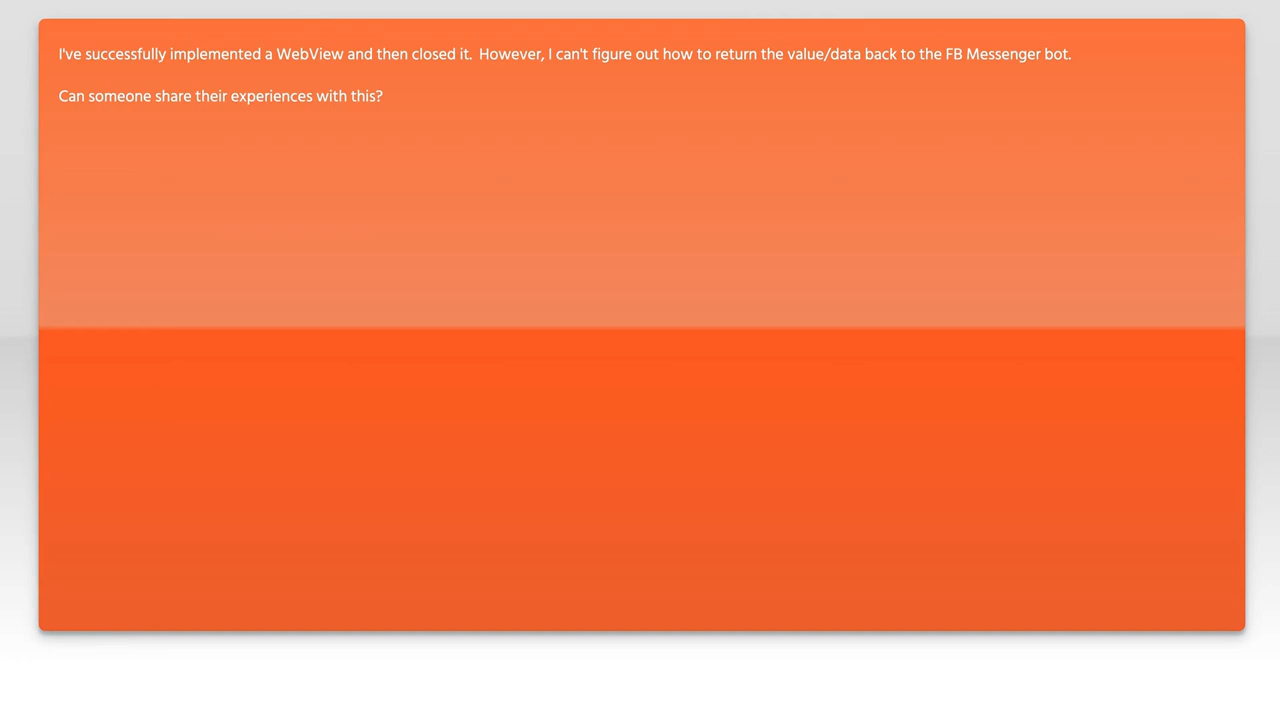 I've successfully implemented a WebView and then closed it.  However, I can't figure out how to return the value/data back to the FB Messenger bot.
Can someone share their experiences with this?